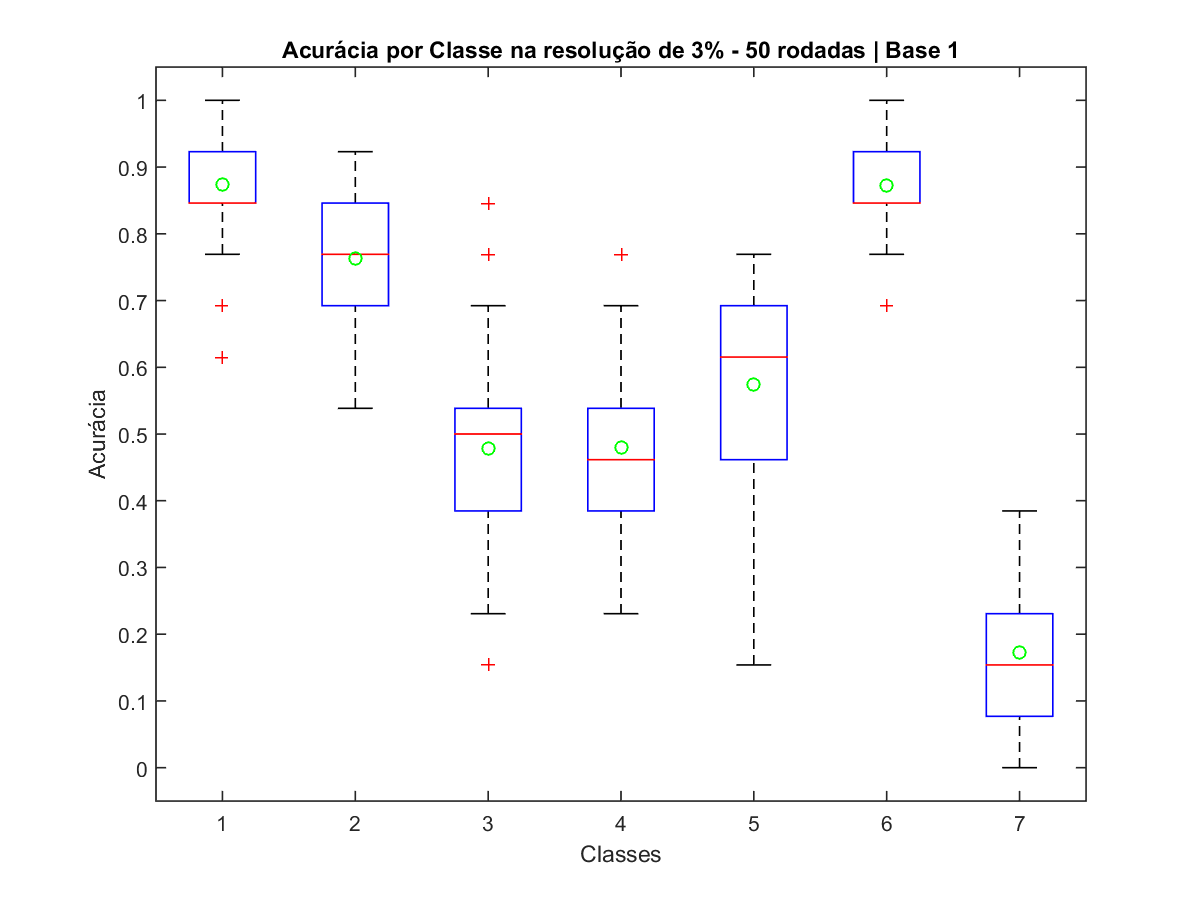 Acurácia por Classe na resolução de 3% - 50 rodadas | Base 1
1
0.9
0.8
0.7
0.6
0.5
0.4
0.3
0.2
0.1
0
Acurácia
1 2 3 4 5 6 7
Classes